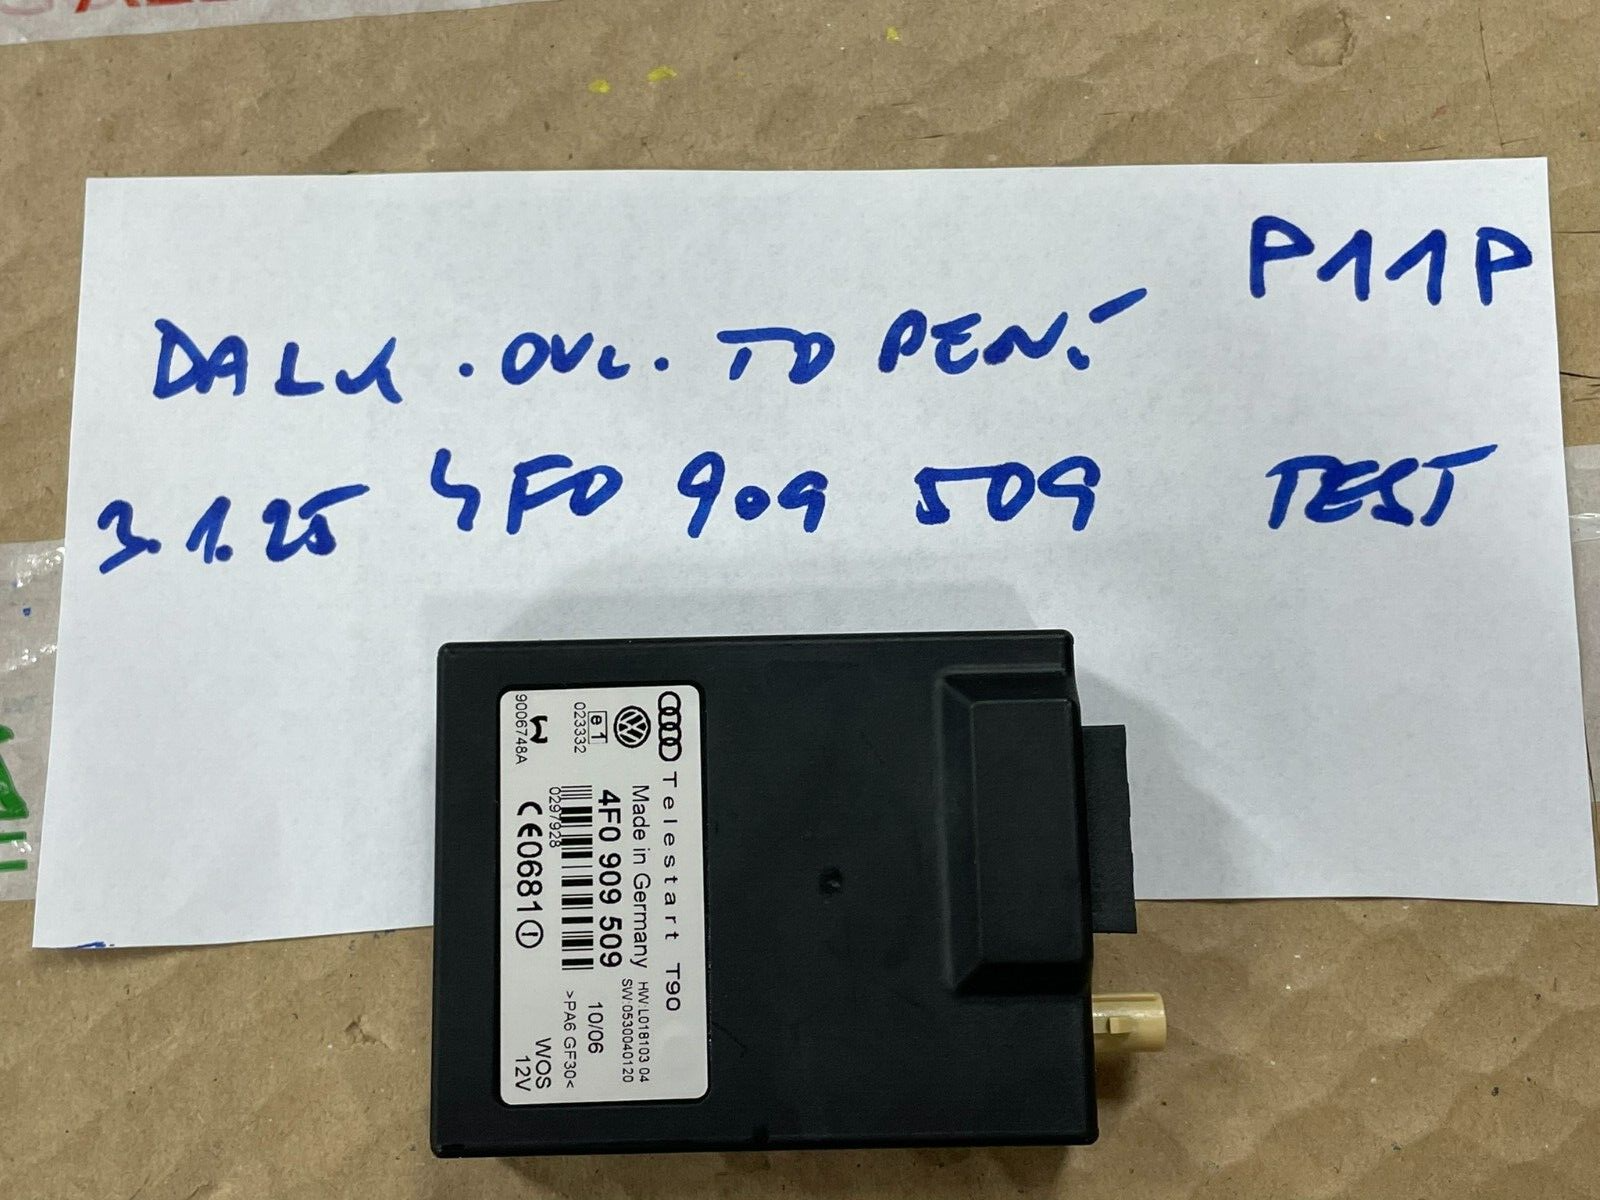 P11P
DALK. OVL. TOPENÍ
3.1.25 4F0 909 509 TEST
Telestart T90
Made in Germany HW:L018103 04
4F0 909 509 SW:0530040120
10/06
0297928
>PA6 GF30<
e1
023332
CE0681
WOS
12V
9006748A